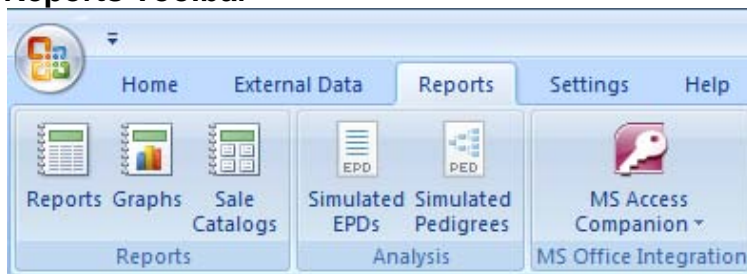 Reports Toolbar
Home External Data Reports Settings Help
EPD PED
Reports Graphs Sale Catalogs Simulated EPDs Simulated Pedigrees MS Access Companion
Reports Analysis MS Office Integration